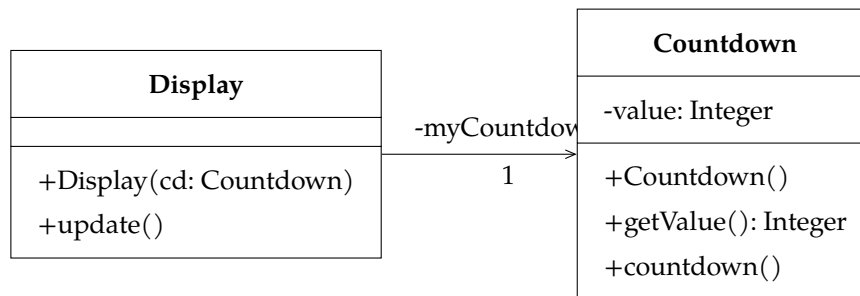 Display
+Display(cd: Countdown)
+update()
-myCountdow
1
Countdown
-value: Integer
+Countdown()
+getValue(): Integer
+countdown()